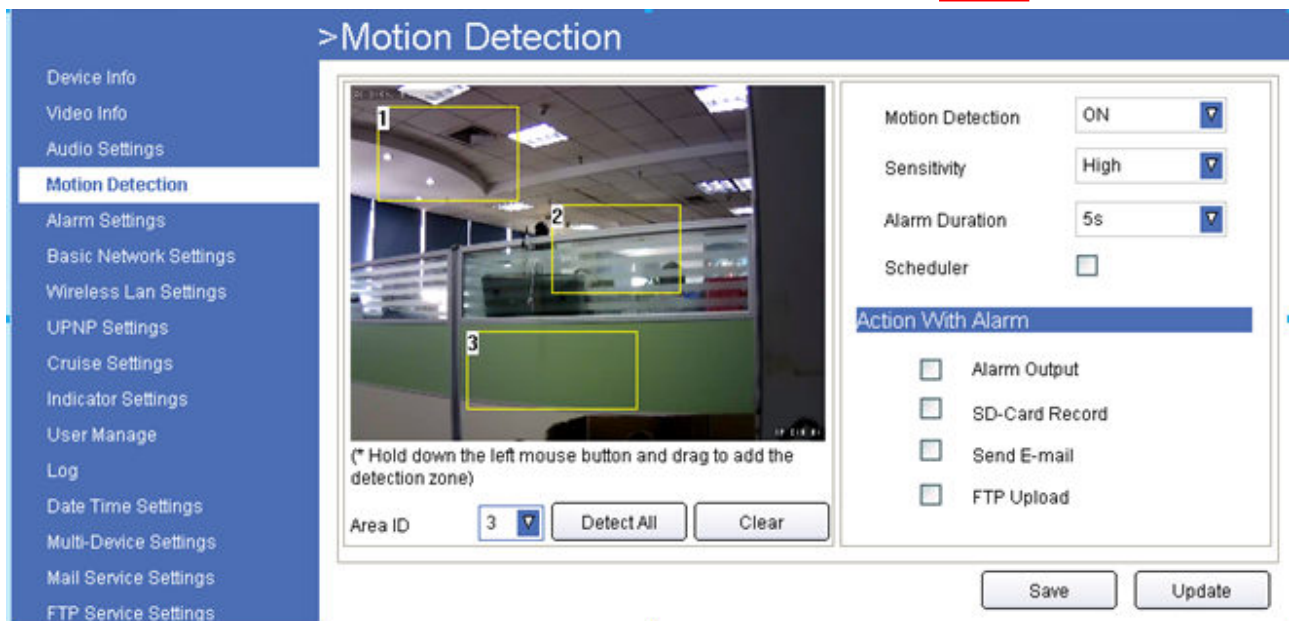 >Motion Detection
Device Info
Video Info
Audio Settings
Motion Detection
Alarm Settings
Basic Network Settings
Wireless Lan Settings
UPNP Settings
Cruise Settings
Indicator Settings
User Manage
Log
Date Time Settings
Multi-Device Settings
Mail Service Settings
FTP Service Settings
1
2
3
(* Hold down the left mouse button and drag to add the
detection zone)
Area ID 3 Detect All Clear
Motion Detection ON
Sensitivity High
Alarm Duration 5s
Scheduler
Action With Alarm
Alarm Output
SD-Card Record
Send E-mail
FTP Upload
Save Update